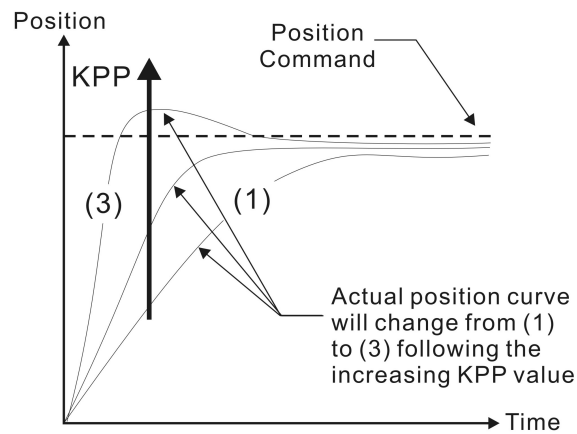 Position
Position
Command
KPP
(3)
(1)
Actual position curve
will change from (1)
to (3) following the
increasing KPP value
Time